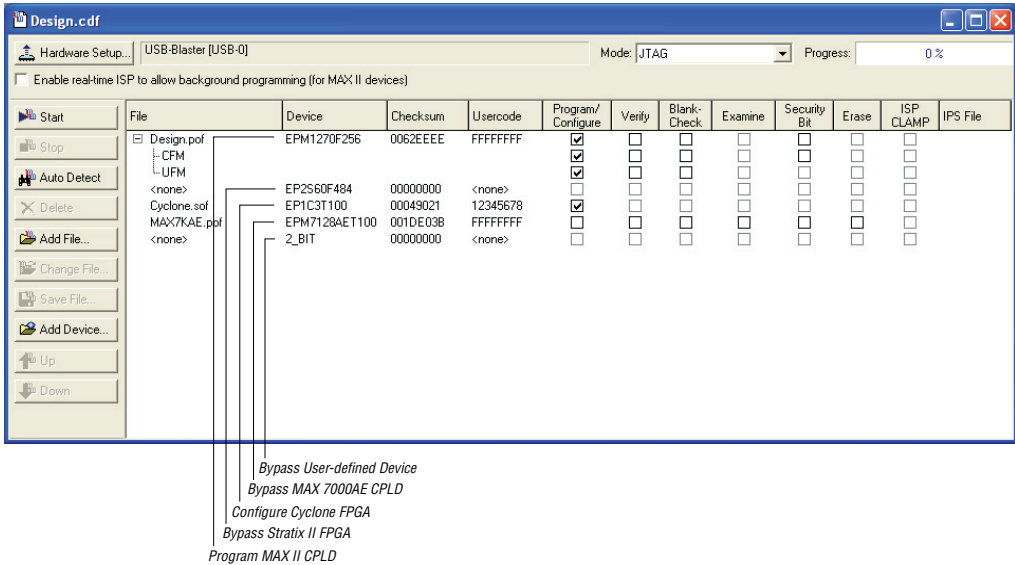 Design.cdf
Hardware Setup... USB-Blaster [USB-0] Mode: JTAG Progress: 0 %
Enable real-time ISP to allow background programming (for MAX II devices)
Start
Stop
Auto Detect
Delete
Add File...
Change File...
Save File...
Add Device...
Up
Down
File Device Checksum Usercode Program/Configure Verify Blank-Check Examine Security Bit Erase ISP CLAMP IPS File
Design.pof EPM1270F256 0062EEEE FFFFFFFF
CFM
UFM
<none> EP2S60F484 00000000 <none>
Cyclone.sof EP1C3T100 00049021 12345678
MAX7KAE.pof EPM7128AET100 001DE03B FFFFFFFF
<none> 2_BIT 00000000 <none>
Bypass User-defined Device
Bypass MAX 7000AE CPLD
Configure Cyclone FPGA
Bypass Stratix II FPGA
Program MAX II CPLD